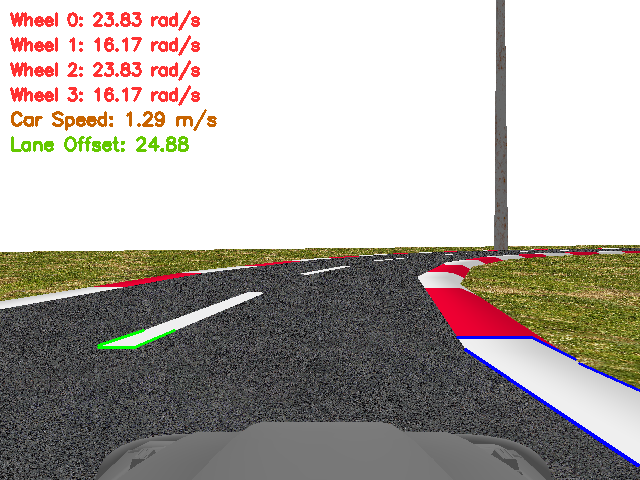 Wheel 0: 23.83 rad/s
Wheel 1: 16.17 rad/s
Wheel 2: 23.83 rad/s
Wheel 3: 16.17 rad/s
Car Speed: 1.29 m/s
Lane Offset: 24.88